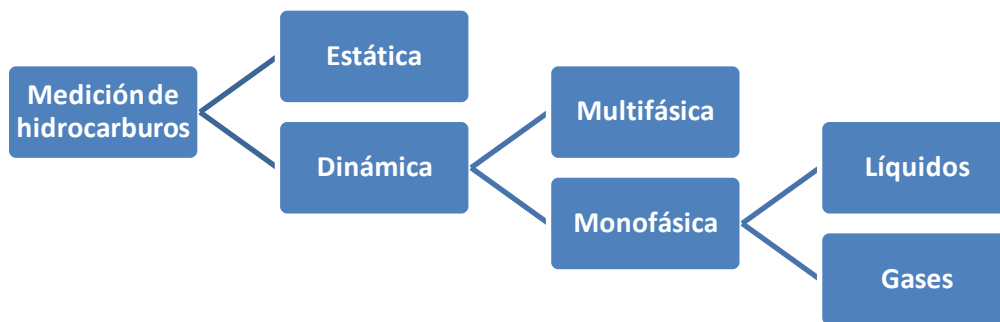 Medición de
hidrocarburos
Estática
Dinámica
Multifásica
Monofásica
Líquidos
Gases